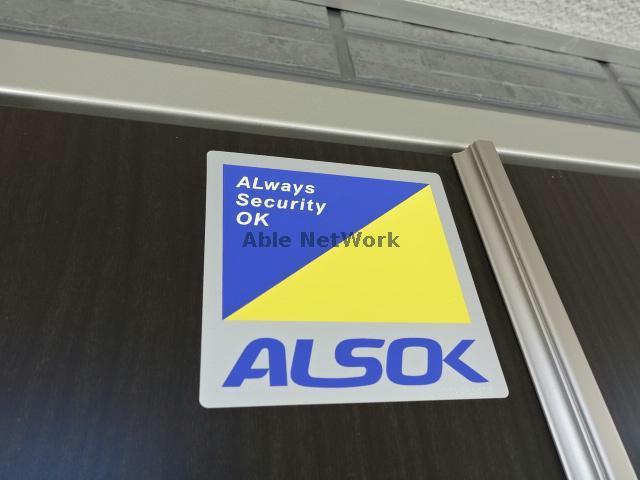 ALways
Security
OK
Able NetWork
ALSOK